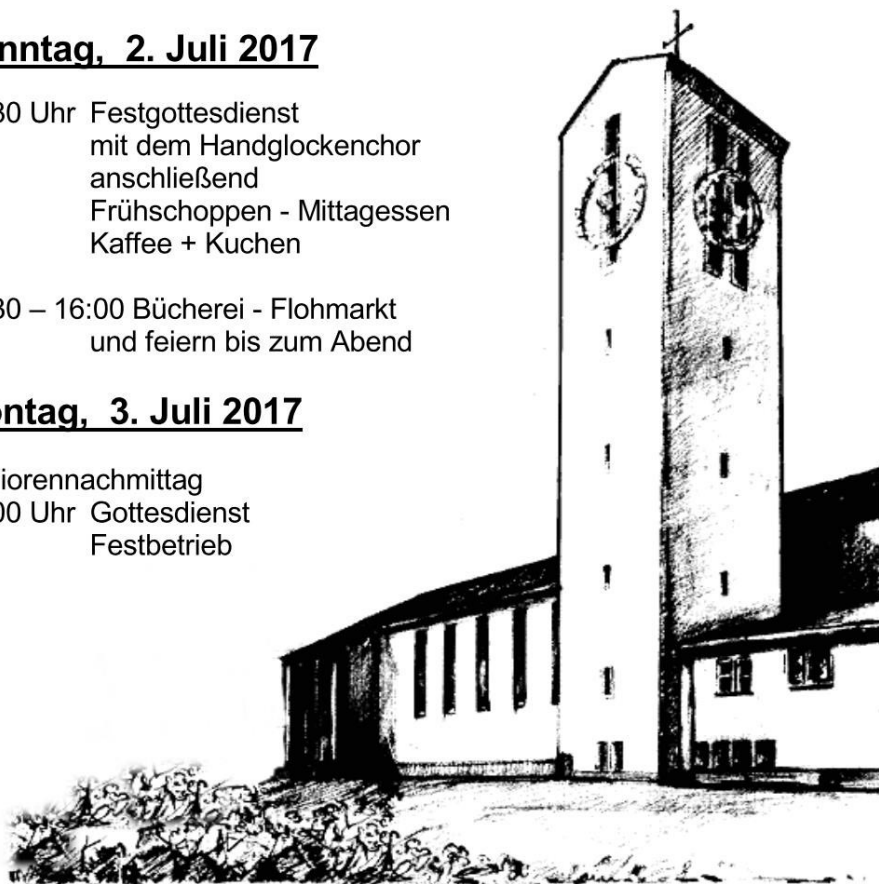 nntag, 2. Juli 2017
30 Uhr Festgottesdienst
mit dem Handglockenchor
anschließend
Frühschoppen - Mittagessen
Kaffee + Kuchen
30 – 16:00 Bücherei - Flohmarkt
und feiern bis zum Abend
ntag, 3. Juli 2017
iorennachmittag
00 Uhr Gottesdienst
Festbetrieb